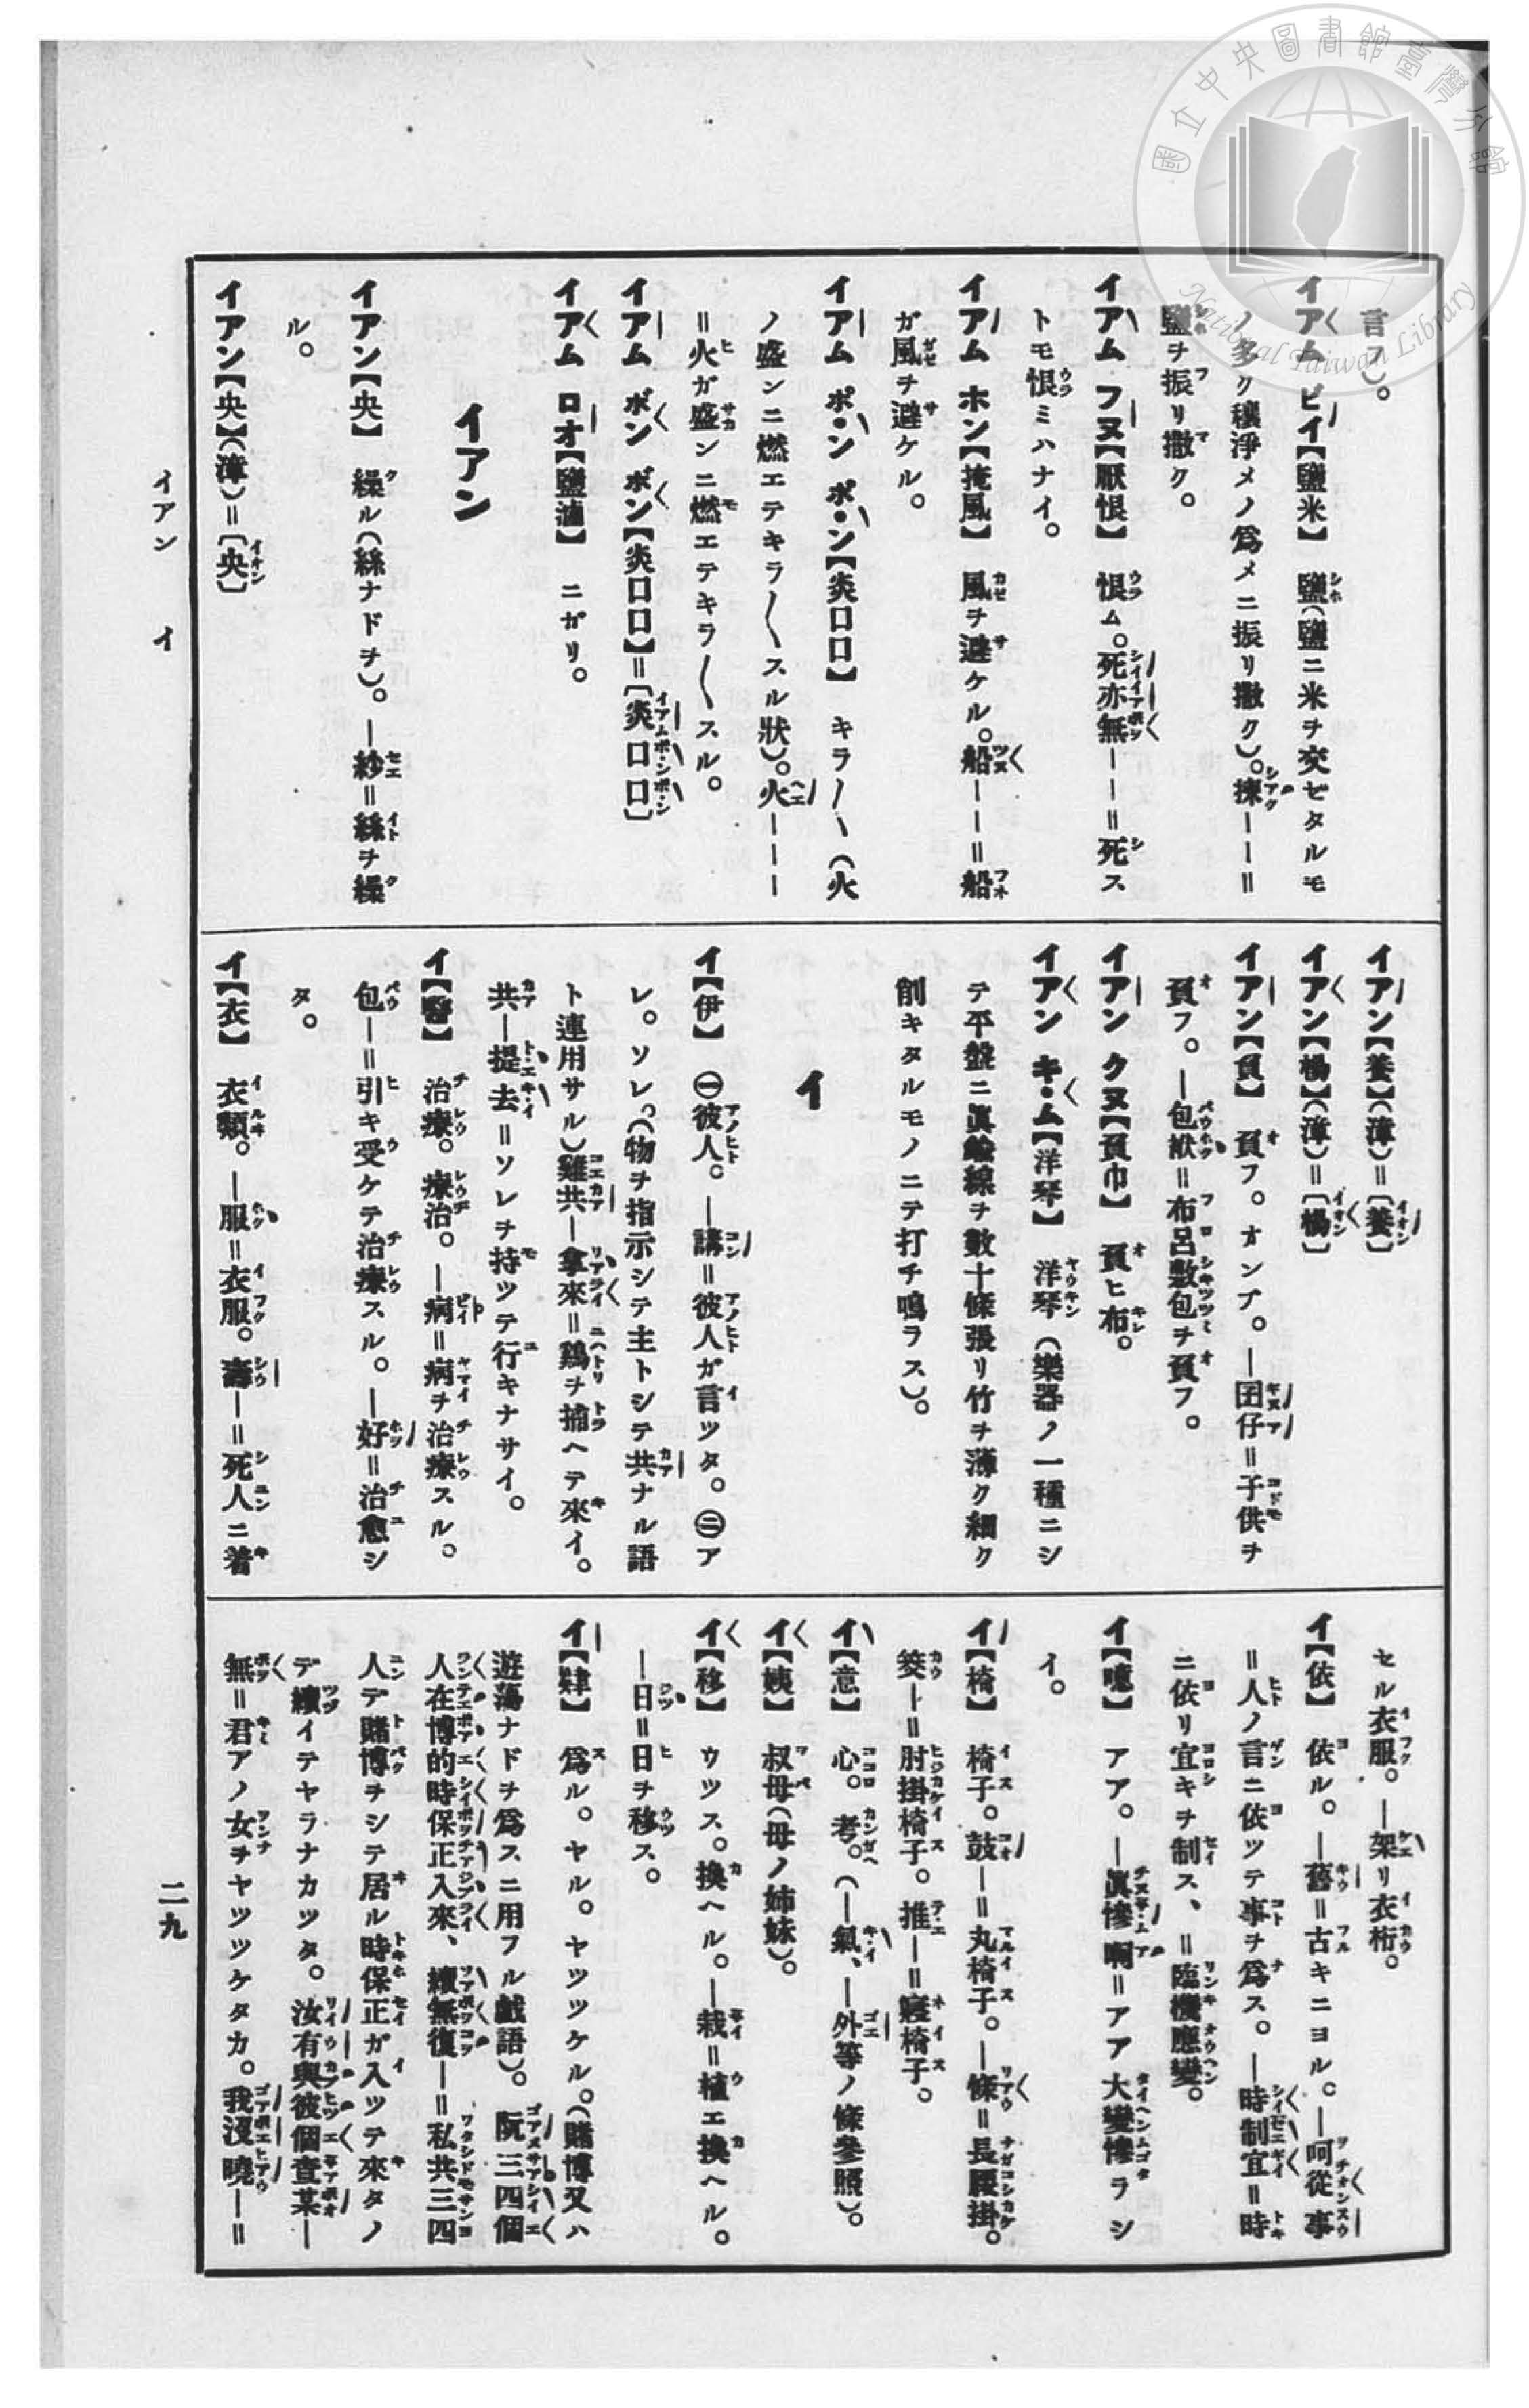 國立中央圖書館臺灣分館
National Taiwan Library
言フ)。
イアム ビイ【鹽米】 鹽(鹽ニ米ヲ交ゼタルモ
ノ多ク穰淨メノ爲メニ振リ撒ク)。揀――=
鹽ヲ振リ撒ク。
イアム フヌ【厭恨】 恨ム。死亦無――=死ス
トモ恨ミハナイ。
イアム ホン【掩風】 風ヲ避ケル。船――=船
ガ風ヲ避ケル。
イアム ポ・ン ポ・ン【炎口口】 キラ〱(火
ノ盛ンニ燃エテキラ〱スル狀)。火―――
=火ガ盛ンニ燃エテキラ〱スル。
イアム ボン ボン【炎口口】=〔炎口口〕
イアム ロオ【鹽滷】 ニガリ。
イアン
イアン【央】 繰ル(絲ナドヲ)。―紗=絲ヲ繰
ル。
イアン【央】(漳)=〔央〕
イアン【養】(漳)=〔養〕
イアン【楊】(漳)=〔楊〕
イアン【負】 負フ。オンブ。―囝仔=子供ヲ
負フ。―包袱=布呂敷包ヲ負フ。
イアン クヌ【負巾】 負ヒ布。
イアン キ・ム【洋琴】 洋琴(樂器ノ一種ニシ
テ平盤ニ眞鍮線ヲ數十條張リ竹ヲ薄ク細ク
削キタルモノニテ打チ鳴ラス)。
イ
イ【伊】 ㊀彼人。―講=彼人ガ言ツタ。㊁ア
レ。ソレ。(物ヲ指示シテ主トシテ共ナル語
ト連用サル)雞共―拿來=鷄ヲ捕ヘテ來イ。
共―提去=ソレヲ持ツテ行キナサイ。
イ【醫】 治療。療治。―病=病ヲ治療スル。
包―=引キ受ケテ治療スル。―好=治愈シ
タ。
イ【衣】 衣類。―服=衣服。壽―=死人ニ着
セル衣服。―架リ衣桁。
イ【依】 依ル。―舊=古キニヨル。―呵從事
=人ノ言ニ依ツテ事ヲ爲ス。―時制宜=時
ニ依リ宜キヲ制ス、=臨機應變。
イ【噫】 アア。―眞慘啊=アア大變慘ラシ
イ。
イ【椅】 椅子。鼓―=丸椅子。―條=長腰掛。
筊―=肘掛椅子。推―=寢椅子。
イ【意】 心。考。(―氣、―外等ノ條參照)。
イ【姨】 叔母(母ノ姉妹)。
イ【移】 ウツス。換ヘル。―栽=植エ換ヘル。
―日=日ヲ移ス。
イ【肄】 爲ル。ヤル。ヤツツケル。(賭博又ハ
遊蕩ナドヲ爲スニ用フル戲語)。阮三四個
人在博的時保正入來、續無復―=私共三四
人デ賭博ヲシテ居ル時保正ガ入ツテ來タノ
デ續イテヤラナカツタ。汝有與彼個查某―
無=君アノ女ヲヤツツケタカ。我沒曉―=
イアン イ
二九